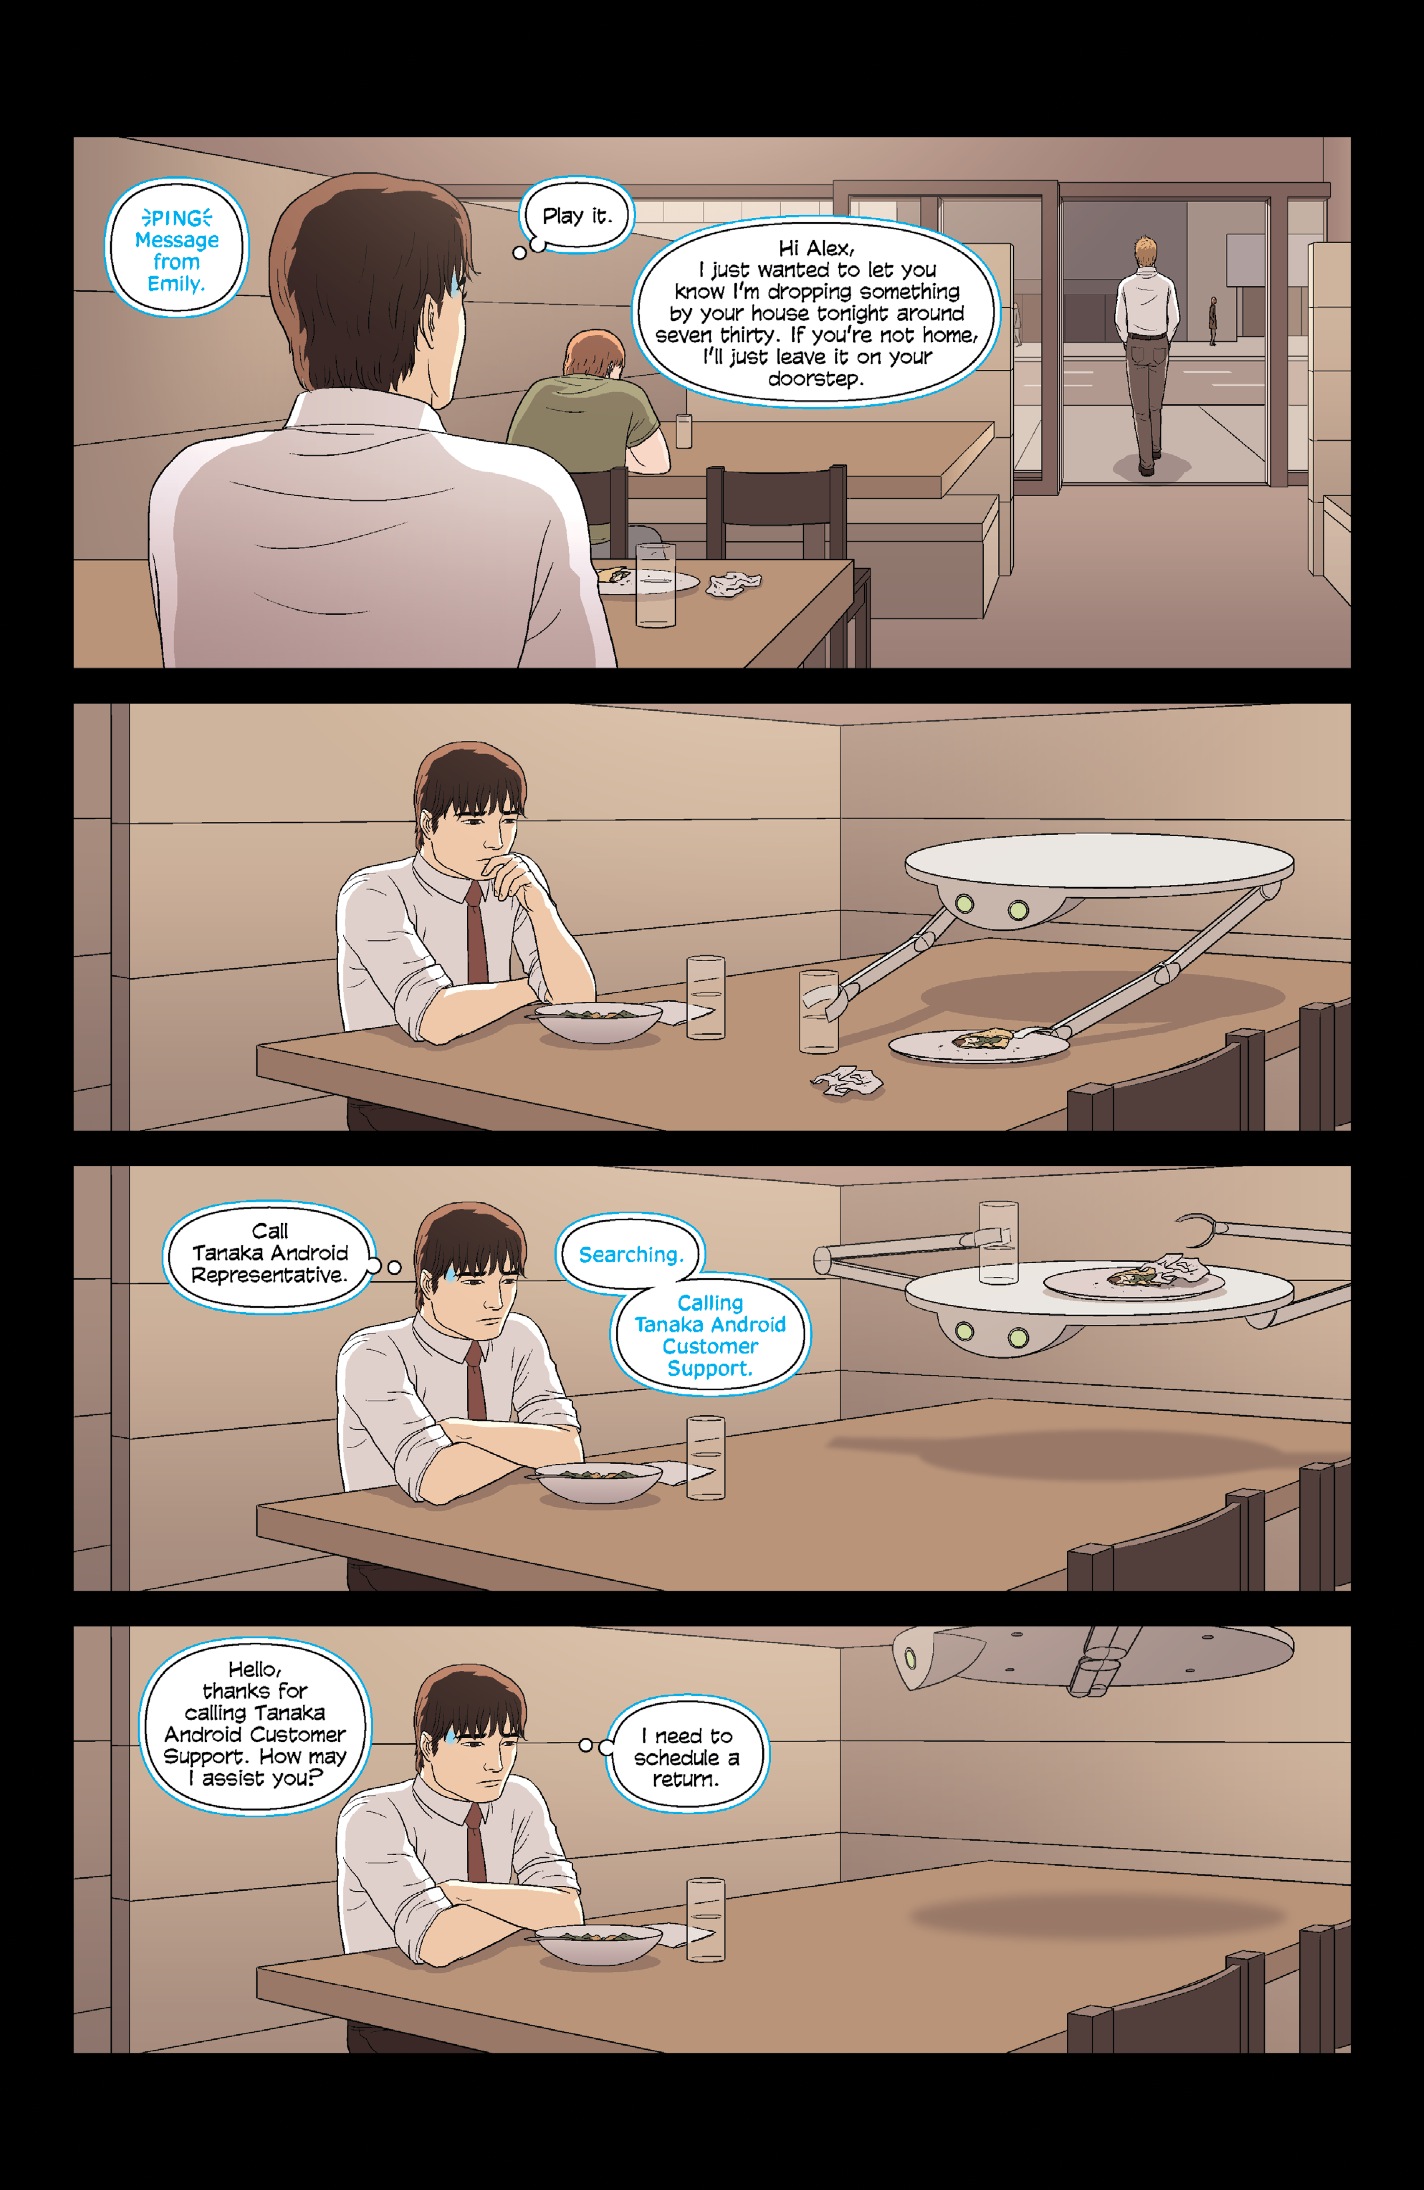 PING
Message
from
Emily.
Play it.
Hi Alex,
I just wanted to let you
know I'm dropping something
by your house tonight around
seven thirty. If you're not home,
I'll just leave it on your
doorstep.
Call
Tanaka Android
Representative.
Searching.
Calling
Tanaka Android
Customer
Support.
Hello,
thanks for
calling Tanaka
Android Customer
Support. How may
I assist you?
I need to
schedule a
return.